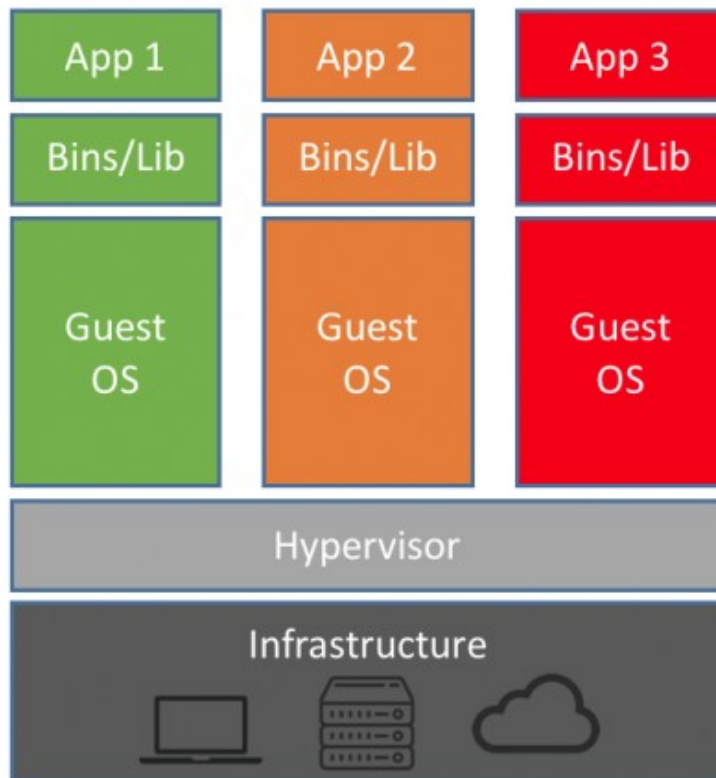 App 1
App 2
App 3
Bins/Lib
Bins/Lib
Bins/Lib
Guest
OS
Guest
OS
Guest
OS
Hypervisor
Infrastructure